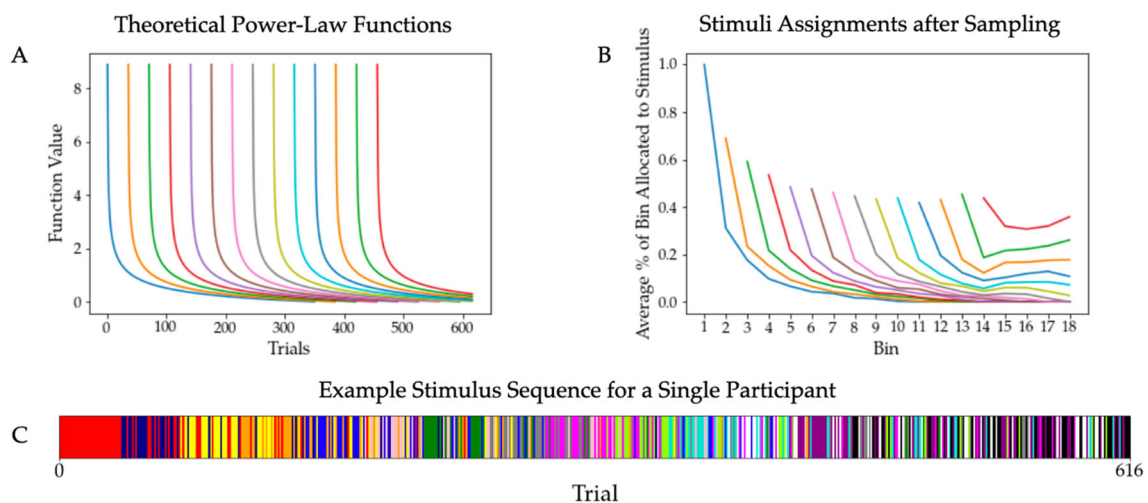 Theoretical Power-Law Functions
Stimuli Assignments after Sampling
A
B
Function Value
8
6
4
2
0
0 100 200 300 400 500 600
Trials
Average % of Bin Allocated to Stimulus
1.0
0.8
0.6
0.4
0.2
0.0
1 2 3 4 5 6 7 8 9 10 11 12 13 14 15 16 17 18
Bin
Example Stimulus Sequence for a Single Participant
C
0 616
Trial